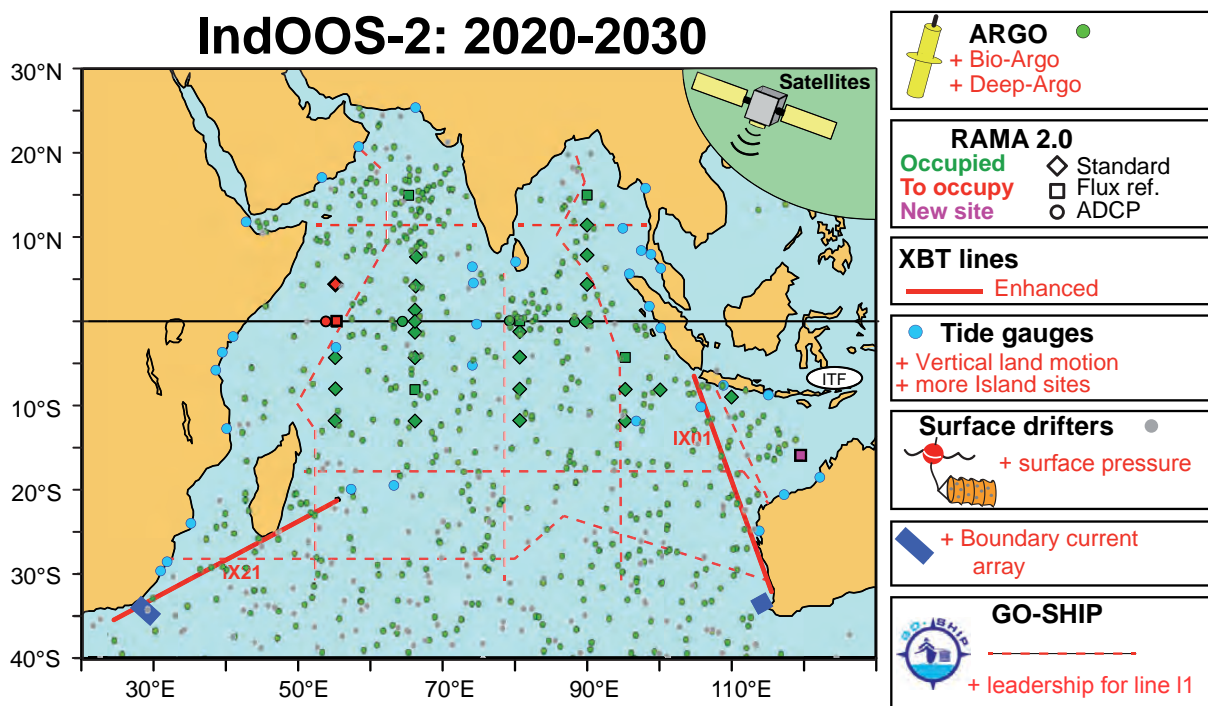 IndOOS-2: 2020-2030
30°N
20°N
10°N
0°
10°S
20°S
30°S
40°S
30°E
50°E
70°E
90°E
110°E
Satellites
ITF
IX01
IX21
ARGO
+ Bio-Argo
+ Deep-Argo
RAMA 2.0
Occupied
To occupy
New site
Standard
Flux ref.
ADCP
XBT lines
Enhanced
Tide gauges
+ Vertical land motion
+ more Island sites
Surface drifters
+ surface pressure
+ Boundary current
array
GO-SHIP
GO-SHIP
+ leadership for line I1